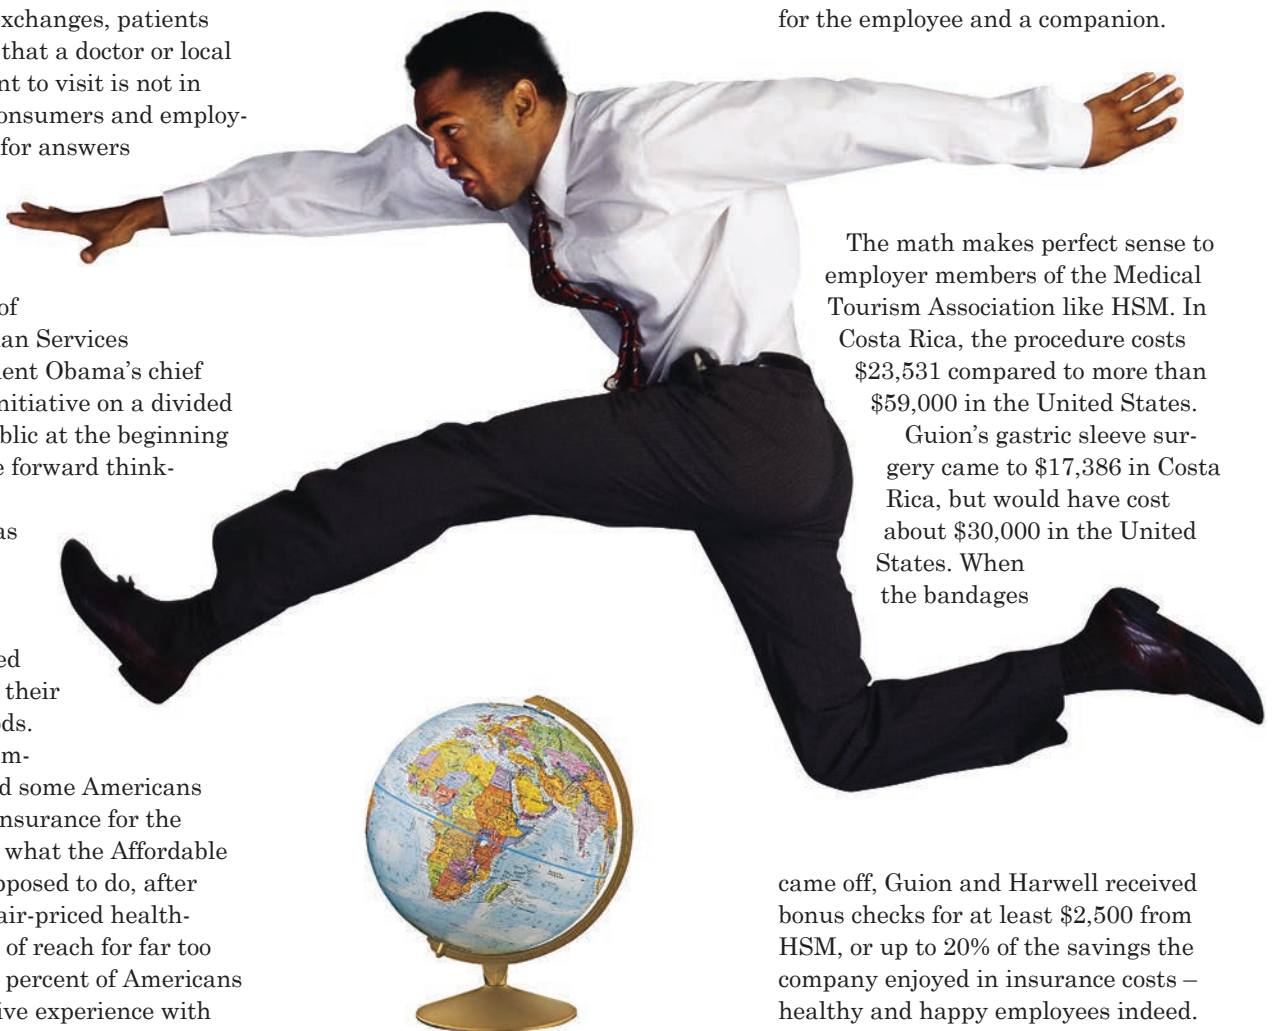 xchanges, patients
that a doctor or local
nt to visit is not in
onsumers and employ-
for answers
of
an Services
ent Obama's chief
nitiative on a divided
blic at the beginning
e forward think-
as
ed
their
ds.
m-
d some Americans
nsurance for the
what the Affordable
pposed to do, after
air-priced health-
of reach for far too
percent of Americans
ive experience with
for the employee and a companion.
The math makes perfect sense to
employer members of the Medical
Tourism Association like HSM. In
Costa Rica, the procedure costs
$23,531 compared to more than
$59,000 in the United States.
Guion's gastric sleeve sur-
gery came to $17,386 in Costa
Rica, but would have cost
about $30,000 in the United
States. When
the bandages
came off, Guion and Harwell received
bonus checks for at least $2,500 from
HSM, or up to 20% of the savings the
company enjoyed in insurance costs –
healthy and happy employees indeed.